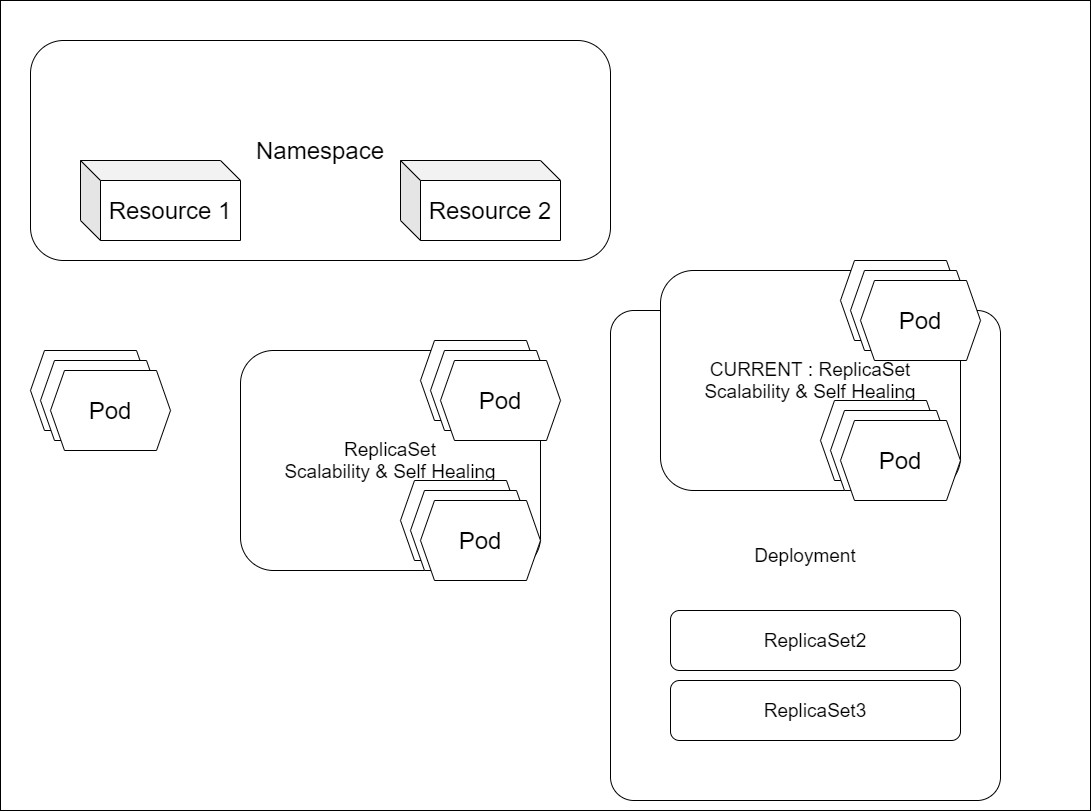 Namespace
Resource 1
Resource 2
Pod
Pod
ReplicaSet
Scalability & Self Healing
Pod
Pod
CURRENT : ReplicaSet
Scalability & Self Healing
Pod
Deployment
ReplicaSet2
ReplicaSet3